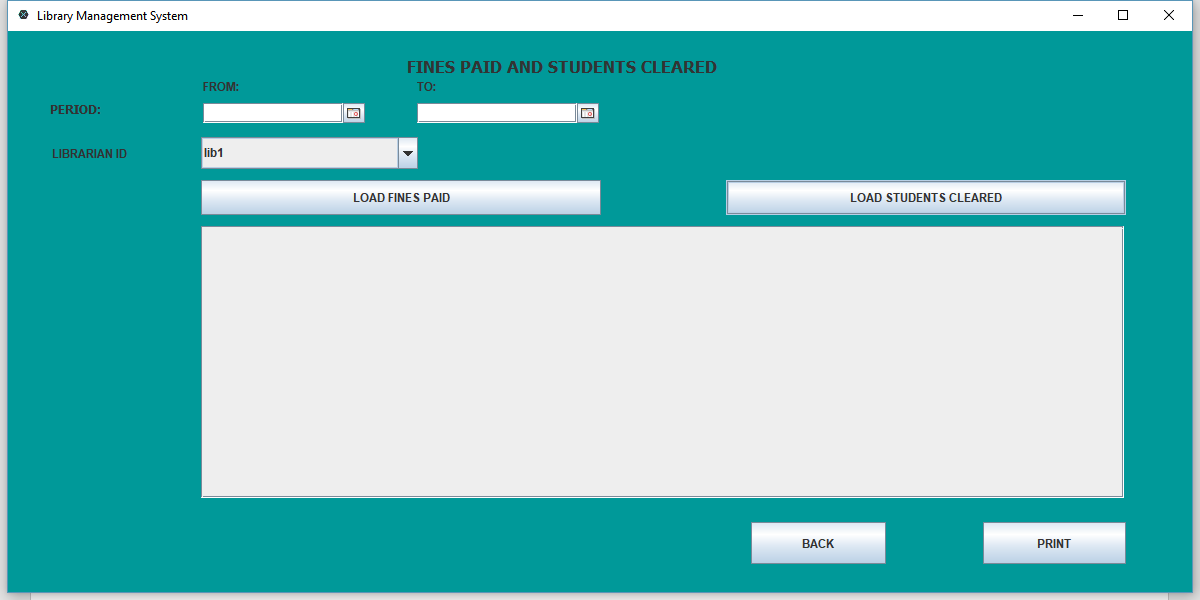 Library Management System
FINES PAID AND STUDENTS CLEARED
FROM: TO:
PERIOD:
LIBRARIAN ID lib1
LOAD FINES PAID LOAD STUDENTS CLEARED
BACK PRINT